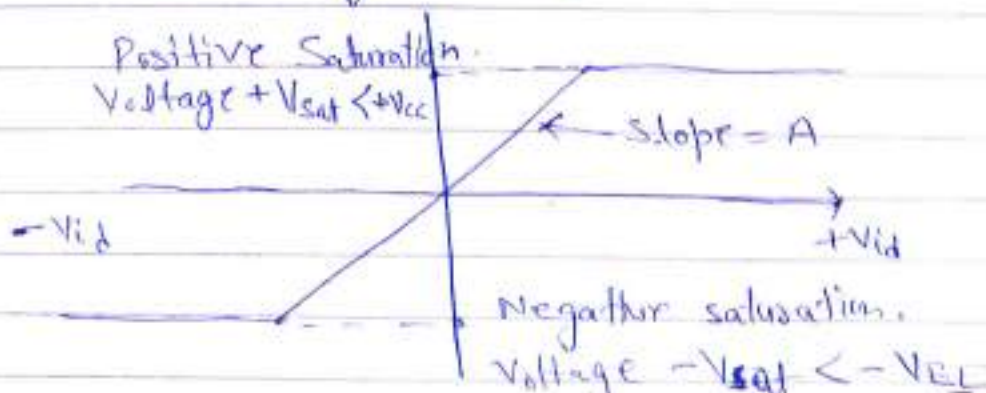 Positive Saturation.
Voltage + Vsat < +Vcc
Slope = A
- Vid
+Vid
Negative saturation.
Voltage - Vsat < - VEE